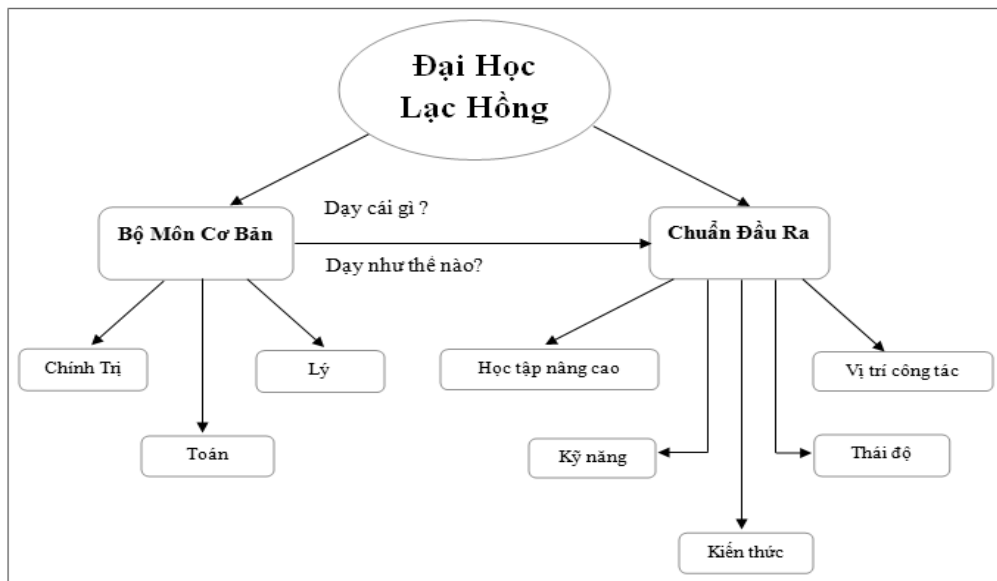 Đại Học
Lạc Hồng
Dạy cái gì ?
Bộ Môn Cơ Bãn
Chuẩn Đầu Ra
Dạy như thế nào?
Chính Trị
Lý
Học tập nâng cao
Vị trí công tác
Toán
Kỹ năng
Thái độ
Kiến thức